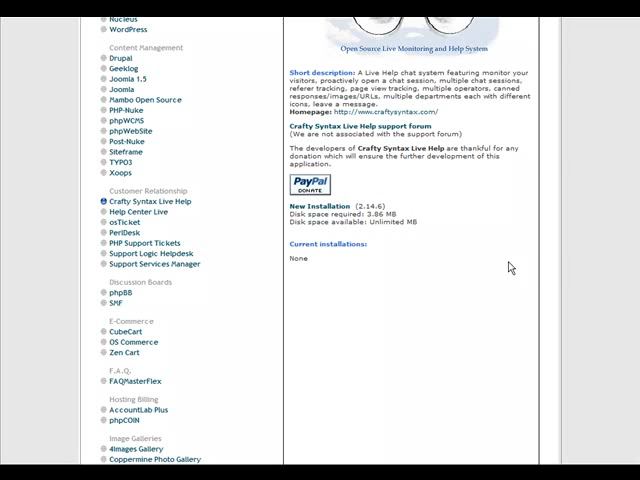 Nucleus
WordPress
Content Management
Drupal
Geeklog
Joomla 1.5
Joomla
Mambo Open Source
PHP-Nuke
phpWCMS
phpWebSite
Post-Nuke
Siteframe
TYPO3
Xoops
Customer Relationship
Crafty Syntax Live Help
Help Center Live
osTicket
PerlDesk
PHP Support Tickets
Support Logic Helpdesk
Support Services Manager
Discussion Boards
phpBB
SMF
E-Commerce
CubeCart
OS Commerce
Zen Cart
F.A.Q.
FAQMasterFlex
Hosting Billing
AccountLab Plus
phpCOIN
Image Galleries
4images Gallery
Coppermine Photo Gallery
Open Source Live Monitoring and Help System
Short description: A Live Help chat system featuring monitor your
visitors, proactively open a chat session, multiple chat sessions,
referer tracking, page view tracking, multiple operators, canned
responses/images/URLs, multiple departments each with different
icons, leave a message.
Homepage: http://www.craftysyntax.com/
Crafty Syntax Live Help support forum
(We are not associated with the support forum)
The developers of Crafty Syntax Live Help are thankful for any
donation which will ensure the further development of this
application.
PayPal
DONATE
New Installation (2.14.6)
Disk space required: 3.86 MB
Disk space available: Unlimited MB
Current installations:
None